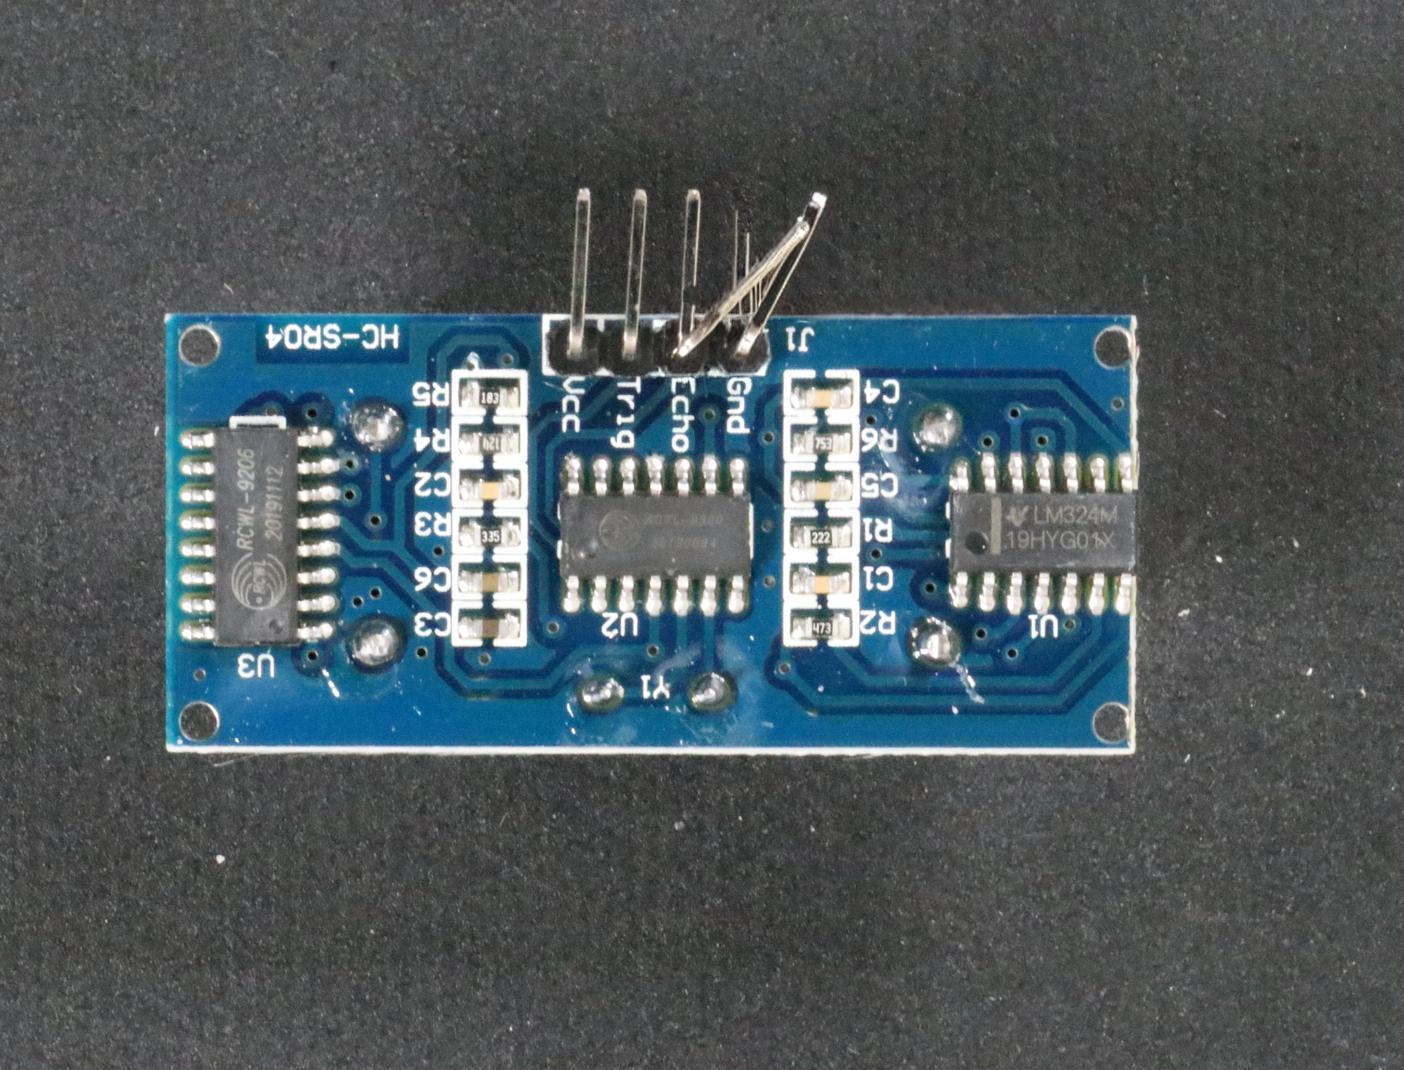 HC-SR04
J1
Vcc
Trig
Echo
Gnd
R5
103
R4
C2
R3
335
C6
C3
C4
R6
753
C5
R1
222
C1
R2
473
RCWL-9206
20191112
RCWL
U3
U2
Y1
LM324M
19HYG01X
U1